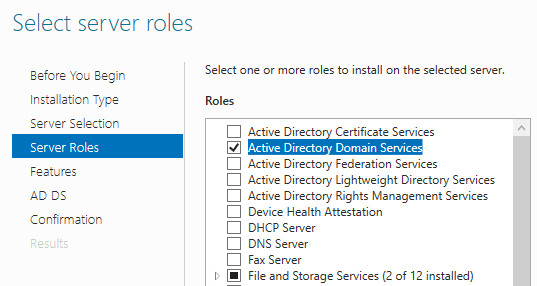 Select server roles
Before You Begin
Installation Type
Server Selection
Server Roles
Features
AD DS
Confirmation
Results
Select one or more roles to install on the selected server.
Roles
Active Directory Certificate Services
Active Directory Domain Services
Active Directory Federation Services
Active Directory Lightweight Directory Services
Active Directory Rights Management Services
Device Health Attestation
DHCP Server
DNS Server
Fax Server
File and Storage Services (2 of 12 installed)